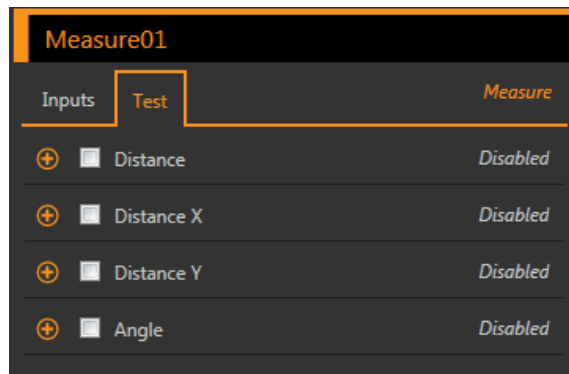 Measure01
Inputs Test Measure
Distance Disabled
Distance X Disabled
Distance Y Disabled
Angle Disabled